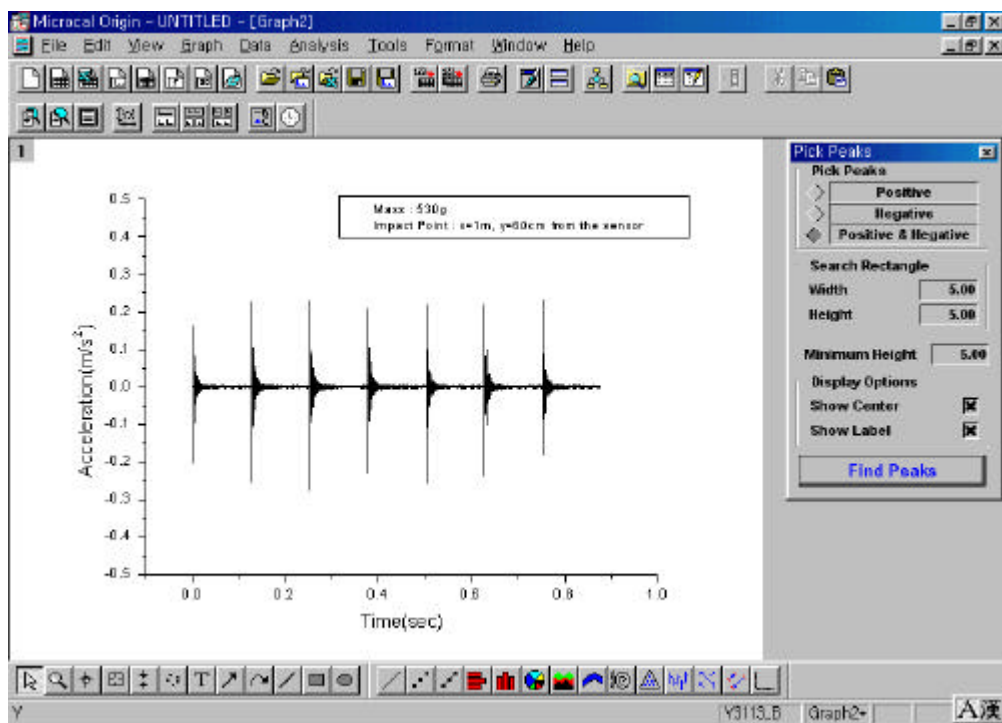 Microcal Origin - UNTITLED - [Graph2]
File Edit View Graph Data Analysis Tools Format Window Help
1
Pick Peaks
Pick Peaks
Positive
Negative
Positive & Negative
Search Rectangle
Width 5.00
Height 5.00
Minimum Height 5.00
Display Options
Show Center
Show Label
Find Peaks
Maxx : 530g
Impact Point : x=1m, y=60cm from the sensor
0.5
0.4
0.3
0.2
0.1
0.0
-0.1
-0.2
-0.3
-0.4
-0.5
Acceleration(m/s²)
0.0 0.2 0.4 0.6 0.8 1.0
Time(sec)
T
Y
Y3113_B Graph2
A漢